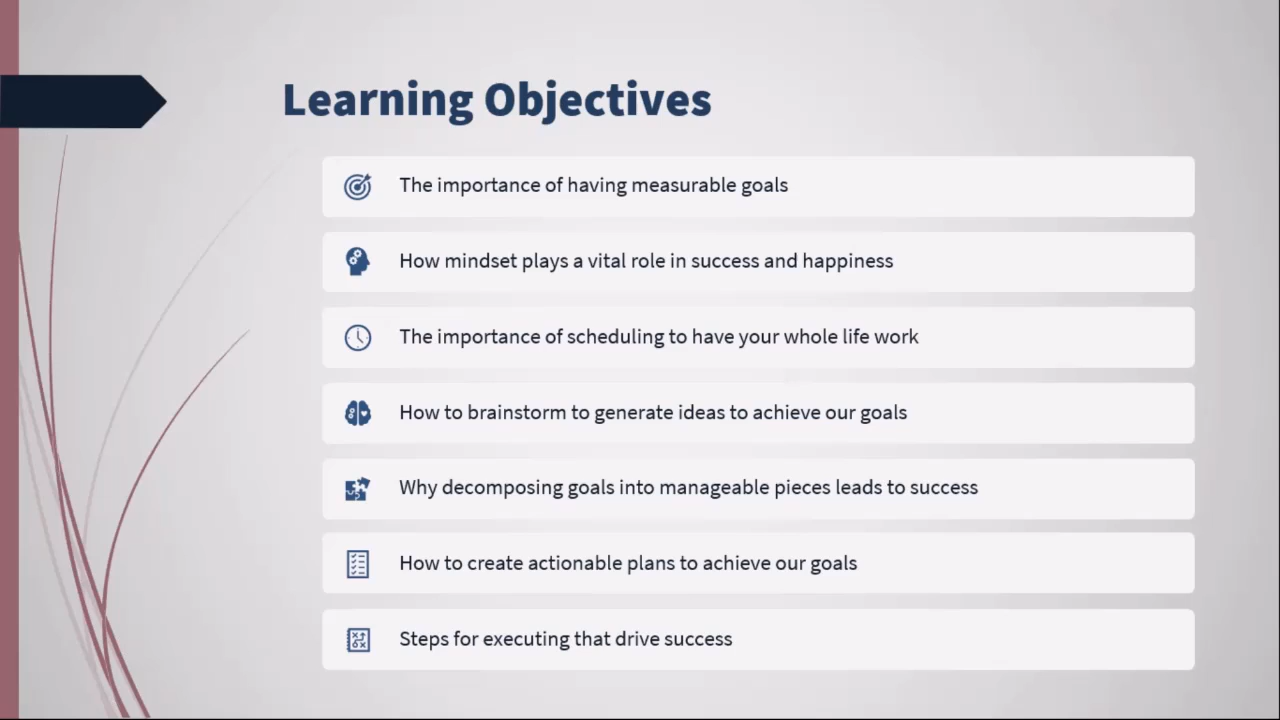 Learning Objectives
The importance of having measurable goals
How mindset plays a vital role in success and happiness
The importance of scheduling to have your whole life work
How to brainstorm to generate ideas to achieve our goals
Why decomposing goals into manageable pieces leads to success
How to create actionable plans to achieve our goals
Steps for executing that drive success